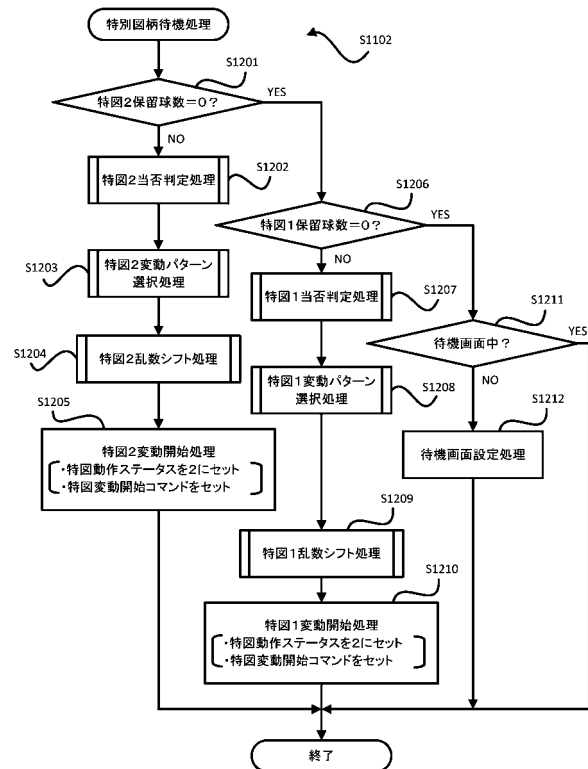 特別図柄待機処理
S1102
S1201
特図2保留球数=0?
YES
NO
S1202
特図2当否判定処理
S1203
特図2変動パターン
選択処理
S1204
特図2乱数シフト処理
S1205
特図2変動開始処理
・特図動作ステータスを2にセット
・特図変動開始コマンドをセット
S1206
特図1保留球数=0?
YES
NO
S1207
特図1当否判定処理
S1208
特図1変動パターン
選択処理
S1209
特図1乱数シフト処理
S1210
特図1変動開始処理
・特図動作ステータスを2にセット
・特図変動開始コマンドをセット
S1211
待機画面中?
YES
NO
S1212
待機画面設定処理
終了